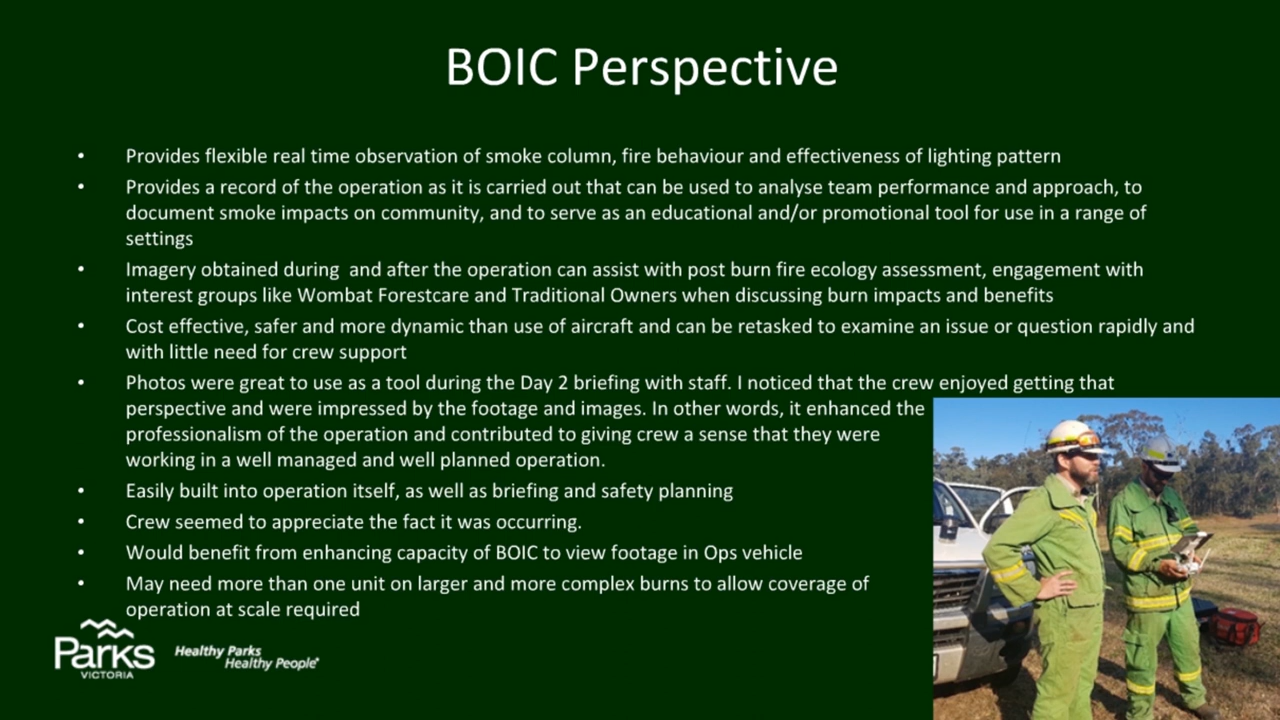 BOIC Perspective
• Provides flexible real time observation of smoke column, fire behaviour and effectiveness of lighting pattern
• Provides a record of the operation as it is carried out that can be used to analyse team performance and approach, to
document smoke impacts on community, and to serve as an educational and/or promotional tool for use in a range of
settings
• Imagery obtained during  and after the operation can assist with post burn fire ecology assessment, engagement with
interest groups like Wombat Forestcare and Traditional Owners when discussing burn impacts and benefits
• Cost effective, safer and more dynamic than use of aircraft and can be retasked to examine an issue or question rapidly and
with little need for crew support
• Photos were great to use as a tool during the Day 2 briefing with staff. I noticed that the crew enjoyed getting that
perspective and were impressed by the footage and images. In other words, it enhanced the
professionalism of the operation and contributed to giving crew a sense that they were
working in a well managed and well planned operation.
• Easily built into operation itself, as well as briefing and safety planning
• Crew seemed to appreciate the fact it was occurring.
• Would benefit from enhancing capacity of BOIC to view footage in Ops vehicle
• May need more than one unit on larger and more complex burns to allow coverage of
operation at scale required
Parks
VICTORIA
Healthy Parks
Healthy People*